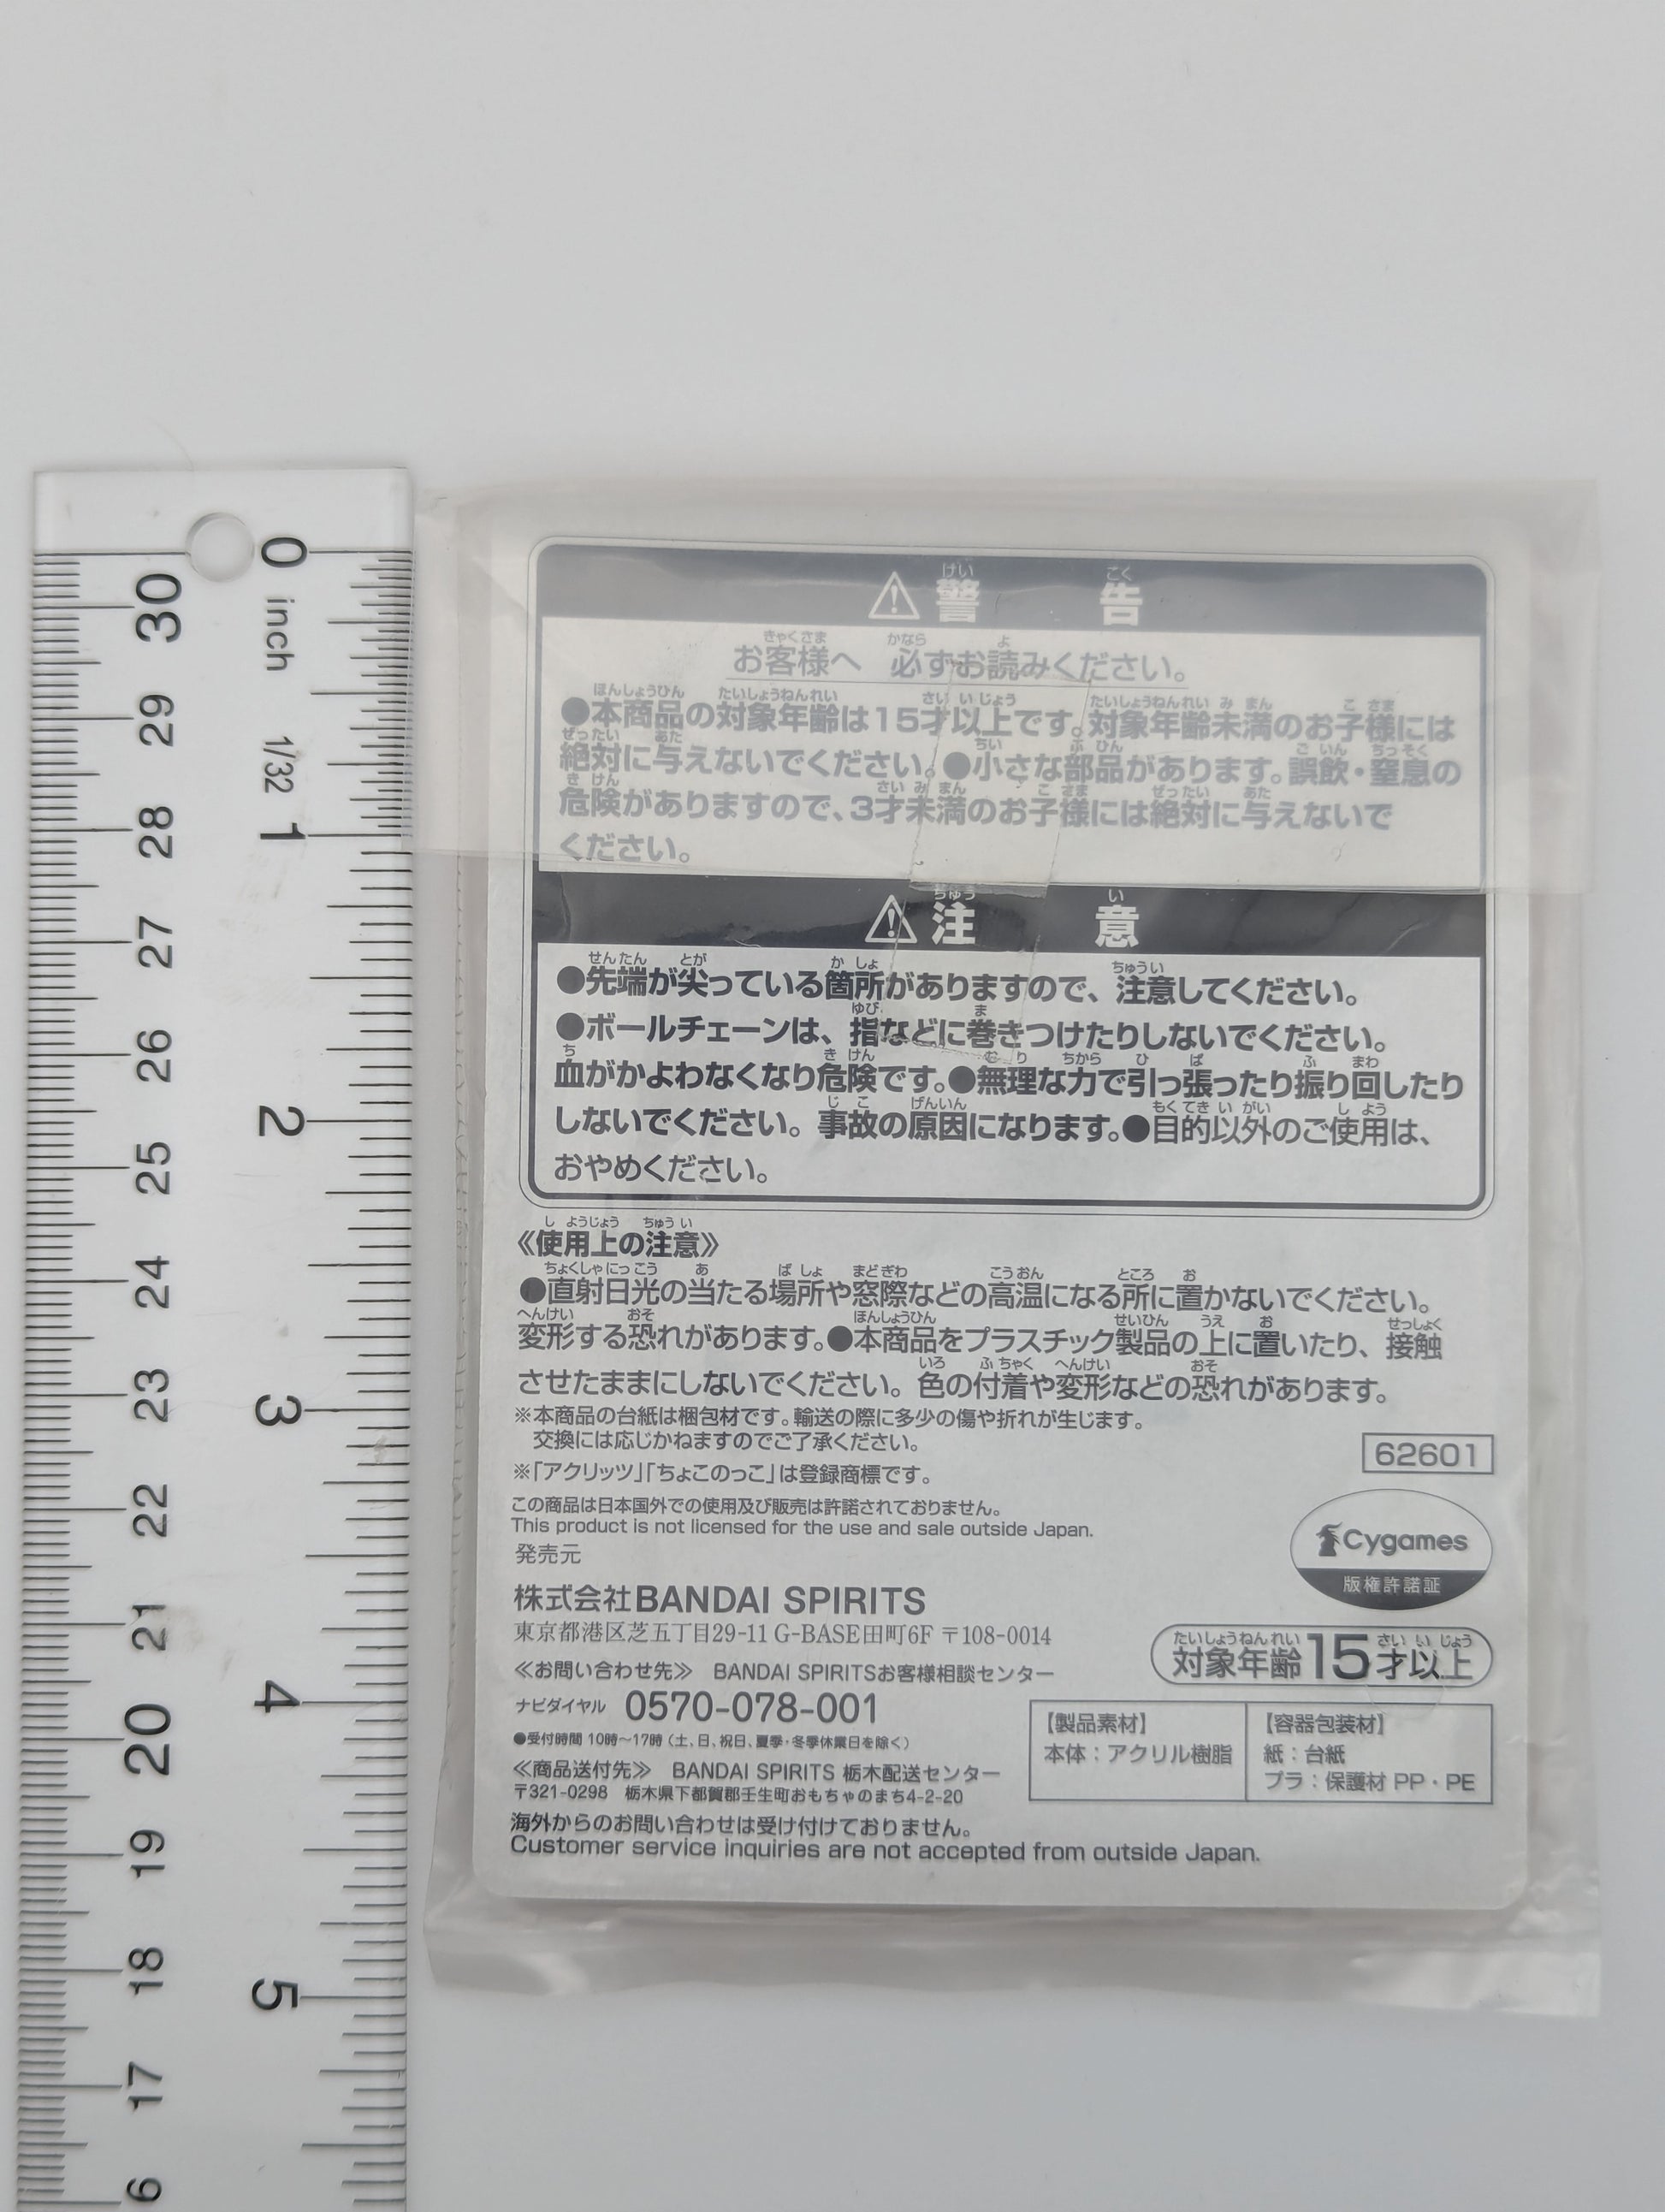 0 inch 1/32 1 2 3 4 5
30 29 28 27 26 25 24 23 22 21 20 19 18 17 16
⚠警告
お客様へ 必ずお読みください。
●本商品の対象年齢は15才以上です。対象年齢未満のお子様には
絶対に与えないでください。●小さな部品があります。誤飲・窒息の
危険がありますので、3才未満のお子様には絶対に与えないで
ください。
⚠注意
●先端が尖っている箇所がありますので、注意してください。
●ボールチェーンは、指などに巻きつけたりしないでください。
血がかよわなくなり危険です。●無理な力で引っ張ったり振り回したり
しないでください。事故の原因になります。●目的以外のご使用は、
おやめください。
《使用上の注意》
●直射日光の当たる場所や窓際などの高温になる所に置かないでください。
変形する恐れがあります。●本商品をプラスチック製品の上に置いたり、接触
させたままにしないでください。色の付着や変形などの恐れがあります。
※本商品の台紙は梱包材です。輸送の際に多少の傷や折れが生じます。
交換には応じかねますのでご了承ください。
※「アクリッツ」「ちょこのっこ」は登録商標です。
62601
この商品は日本国外での使用及び販売は許諾されておりません。
This product is not licensed for the use and sale outside Japan.
Cygames
版権許諾証
発売元
株式会社BANDAI SPIRITS
東京都港区芝五丁目29-11 G-BASE田町6F 〒108-0014
対象年齢15才以上
≪お問い合わせ先≫ BANDAI SPIRITSお客様相談センター
ナビダイヤル 0570-078-001
●受付時間 10時～17時（土、日、祝日、夏季・冬季休業日を除く）
≪商品送付先≫ BANDAI SPIRITS 栃木配送センター
〒321-0298 栃木県下都賀郡壬生町おもちゃのまち4-2-20
【製品素材】
本体：アクリル樹脂
【容器包装材】
紙：台紙
プラ：保護材 PP・PE
海外からのお問い合わせは受け付けておりません。
Customer service inquiries are not accepted from outside Japan.